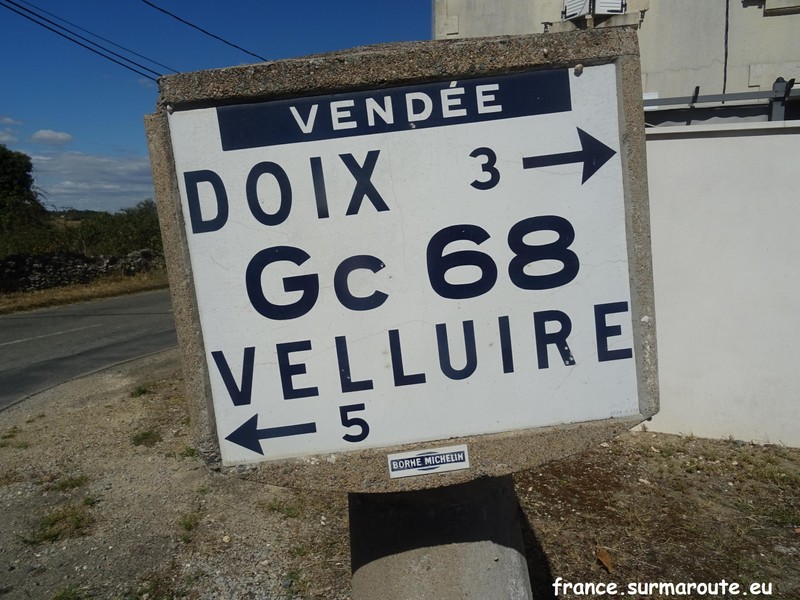 VENDÉE
DOIX 3 →
Gc 68
VELLUIRE
← 5
BORNE MICHELIN
france.surmaroute.eu